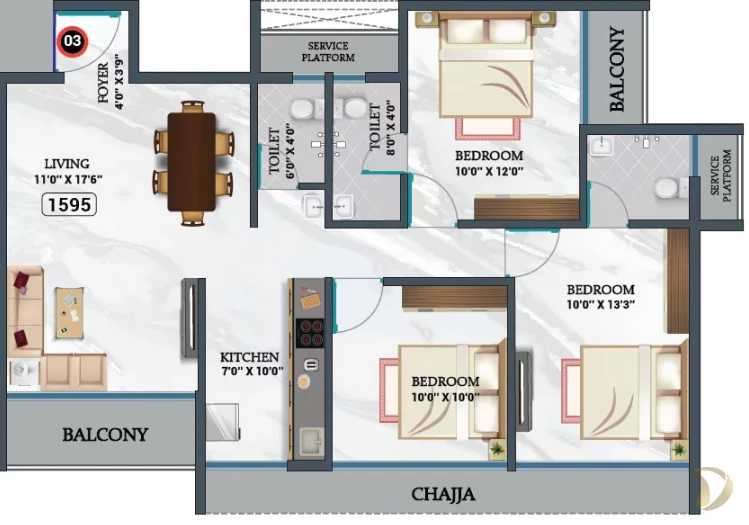 03
FOYER
4'0" X 3'9"
SERVICE
PLATFORM
BALCONY
TOILET
6'0" X 4'0"
TOILET
8'0" X 4'0"
BEDROOM
10'0" X 12'0"
SERVICE
PLATFORM
LIVING
11'0" X 17'6"
1595
BEDROOM
10'0" X 13'3"
KITCHEN
7'0" X 10'0"
BEDROOM
10'0" X 10'0"
BALCONY
CHAJJA